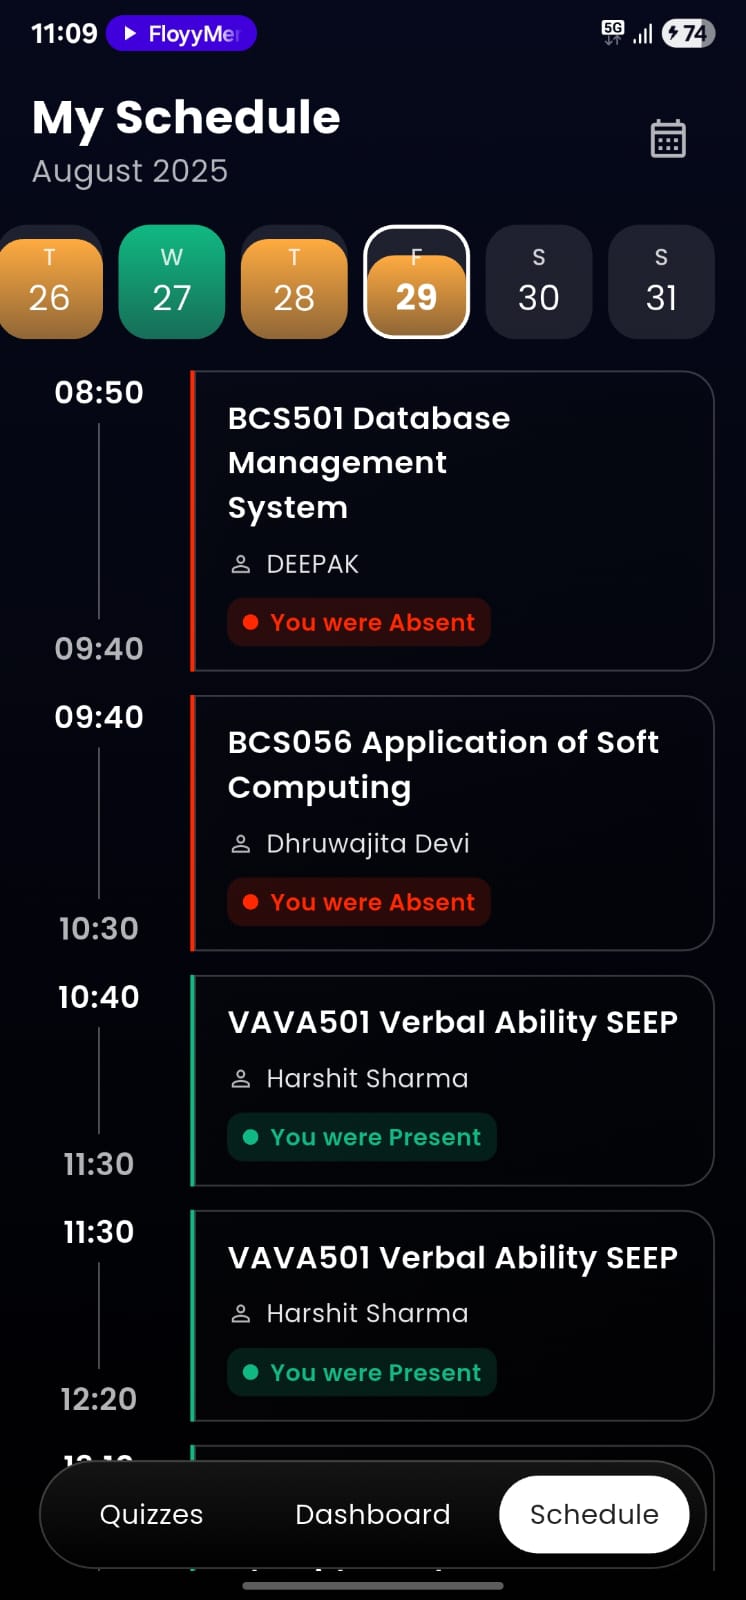 11:09 FloyyMer 5G 74
My Schedule
August 2025
T W T F S S
26 27 28 29 30 31
08:50
BCS501 Database
Management
System
DEEPAK
You were Absent
09:40
09:40
BCS056 Application of Soft
Computing
Dhruwajita Devi
You were Absent
10:30
10:40
VAVA501 Verbal Ability SEEP
Harshit Sharma
You were Present
11:30
11:30
VAVA501 Verbal Ability SEEP
Harshit Sharma
You were Present
12:20
Quizzes Dashboard Schedule